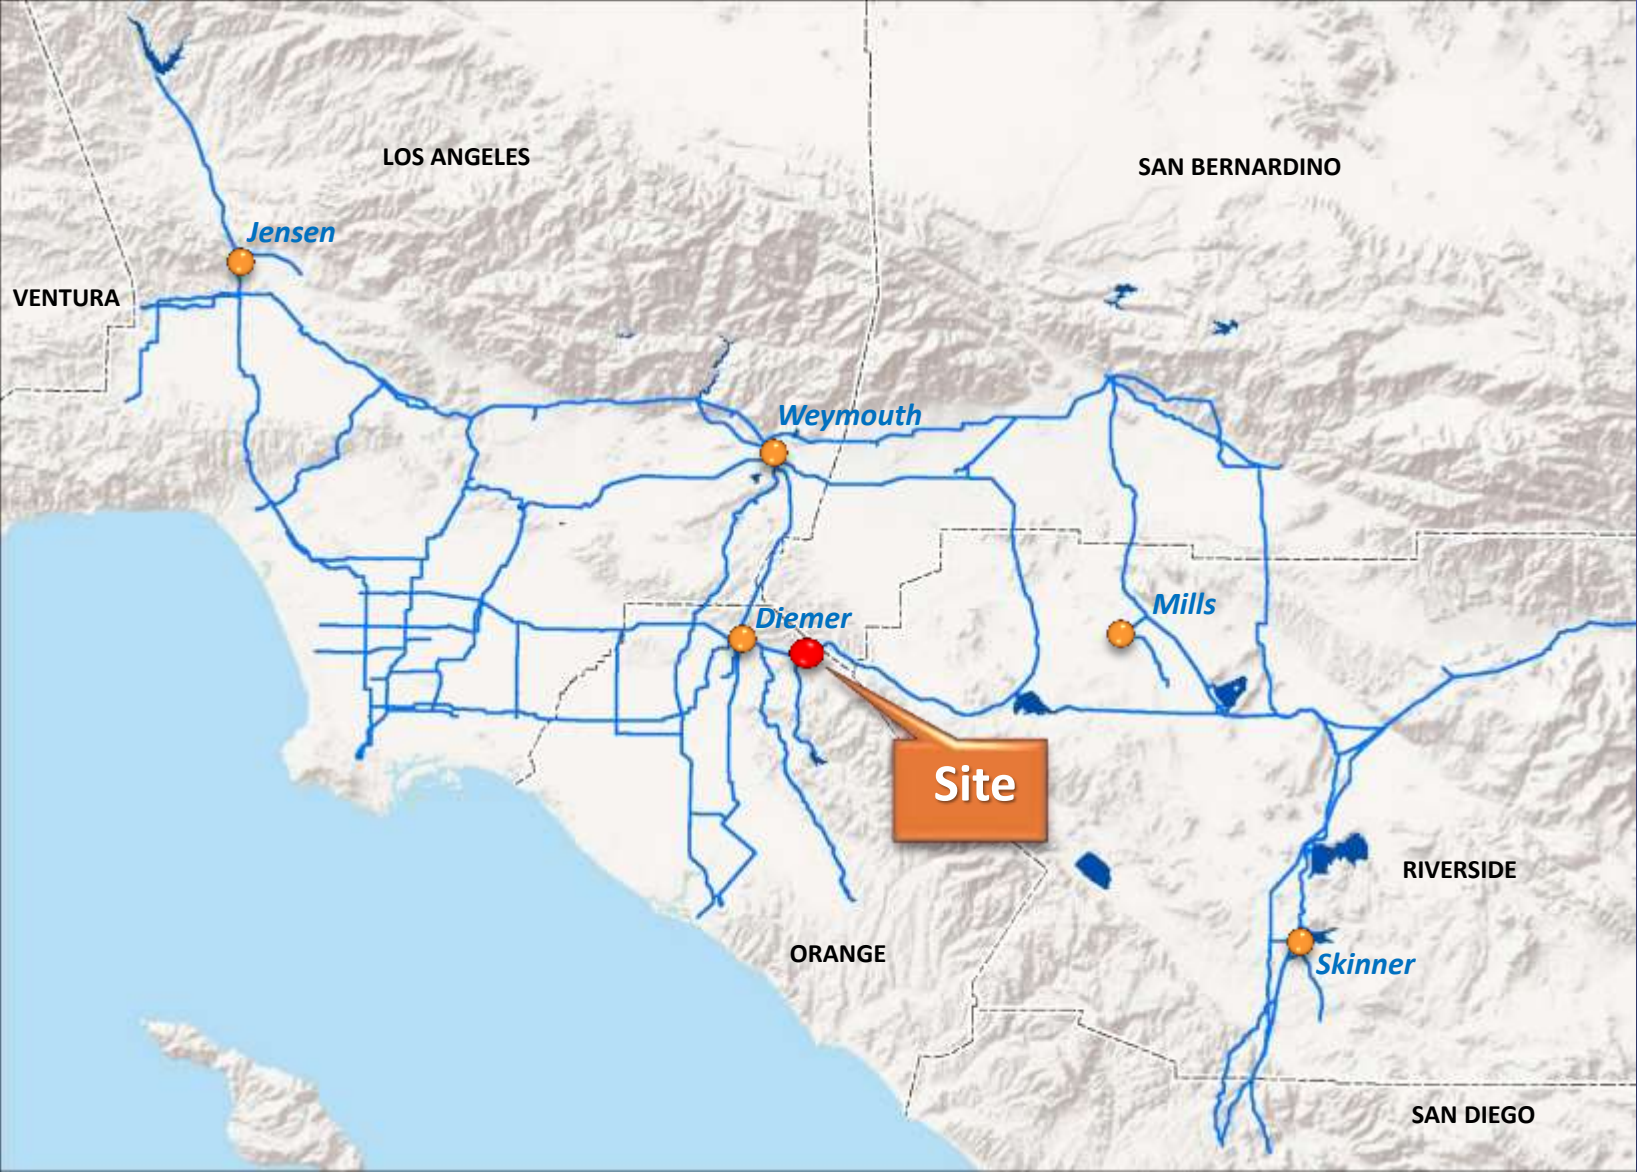 LOS ANGELES
SAN BERNARDINO
Jensen
VENTURA
Weymouth
Mills
Diemer
Site
RIVERSIDE
ORANGE
Skinner
SAN DIEGO